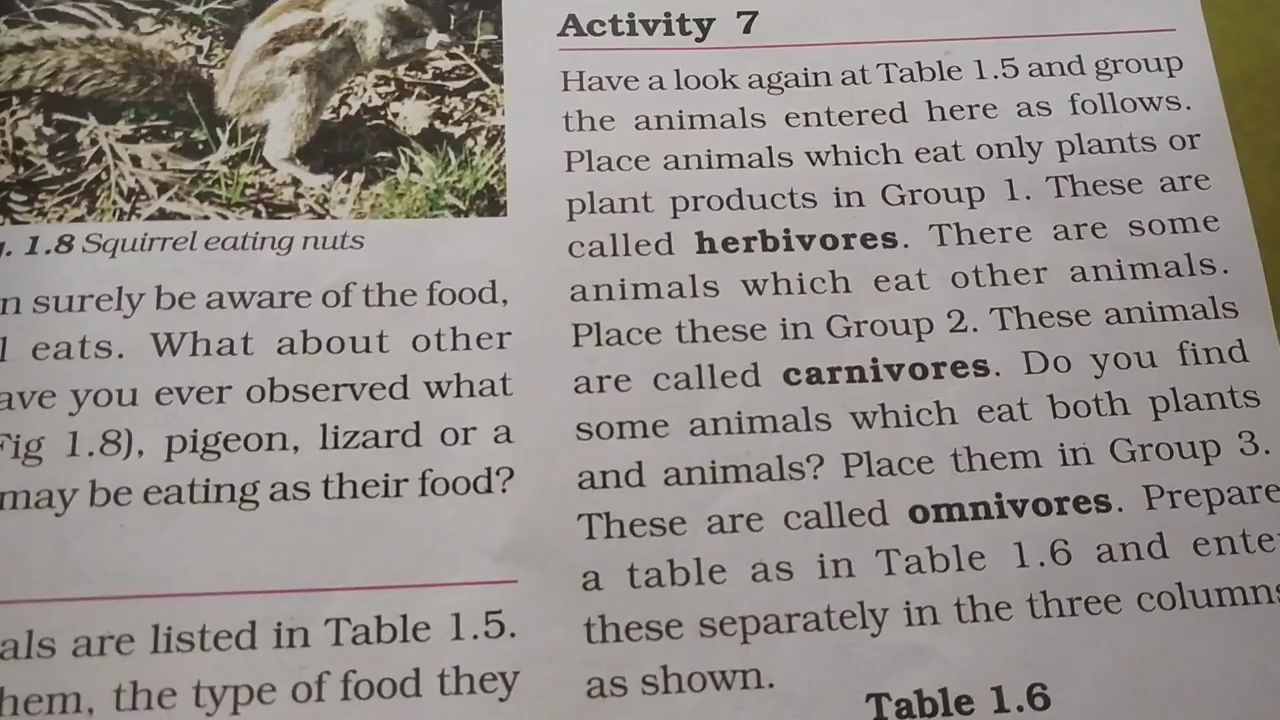 1.8 Squirrel eating nuts
surely be aware of the food,
eats. What about other
you ever observed what
1.8), pigeon, lizard or a
may be eating as their food?
are listed in Table 1.5.
the type of food they
Activity 7
Have a look again at Table 1.5 and group
the animals entered here as follows.
Place animals which eat only plants or
plant products in Group 1. These are
called herbivores. There are some
animals which eat other animals.
Place these in Group 2. These animals
are called carnivores. Do you find
some animals which eat both plants
and animals? Place them in Group 3.
These are called omnivores. Prepare
a table as in Table 1.6 and
these separately in the three columns
as shown.
Table 1.6